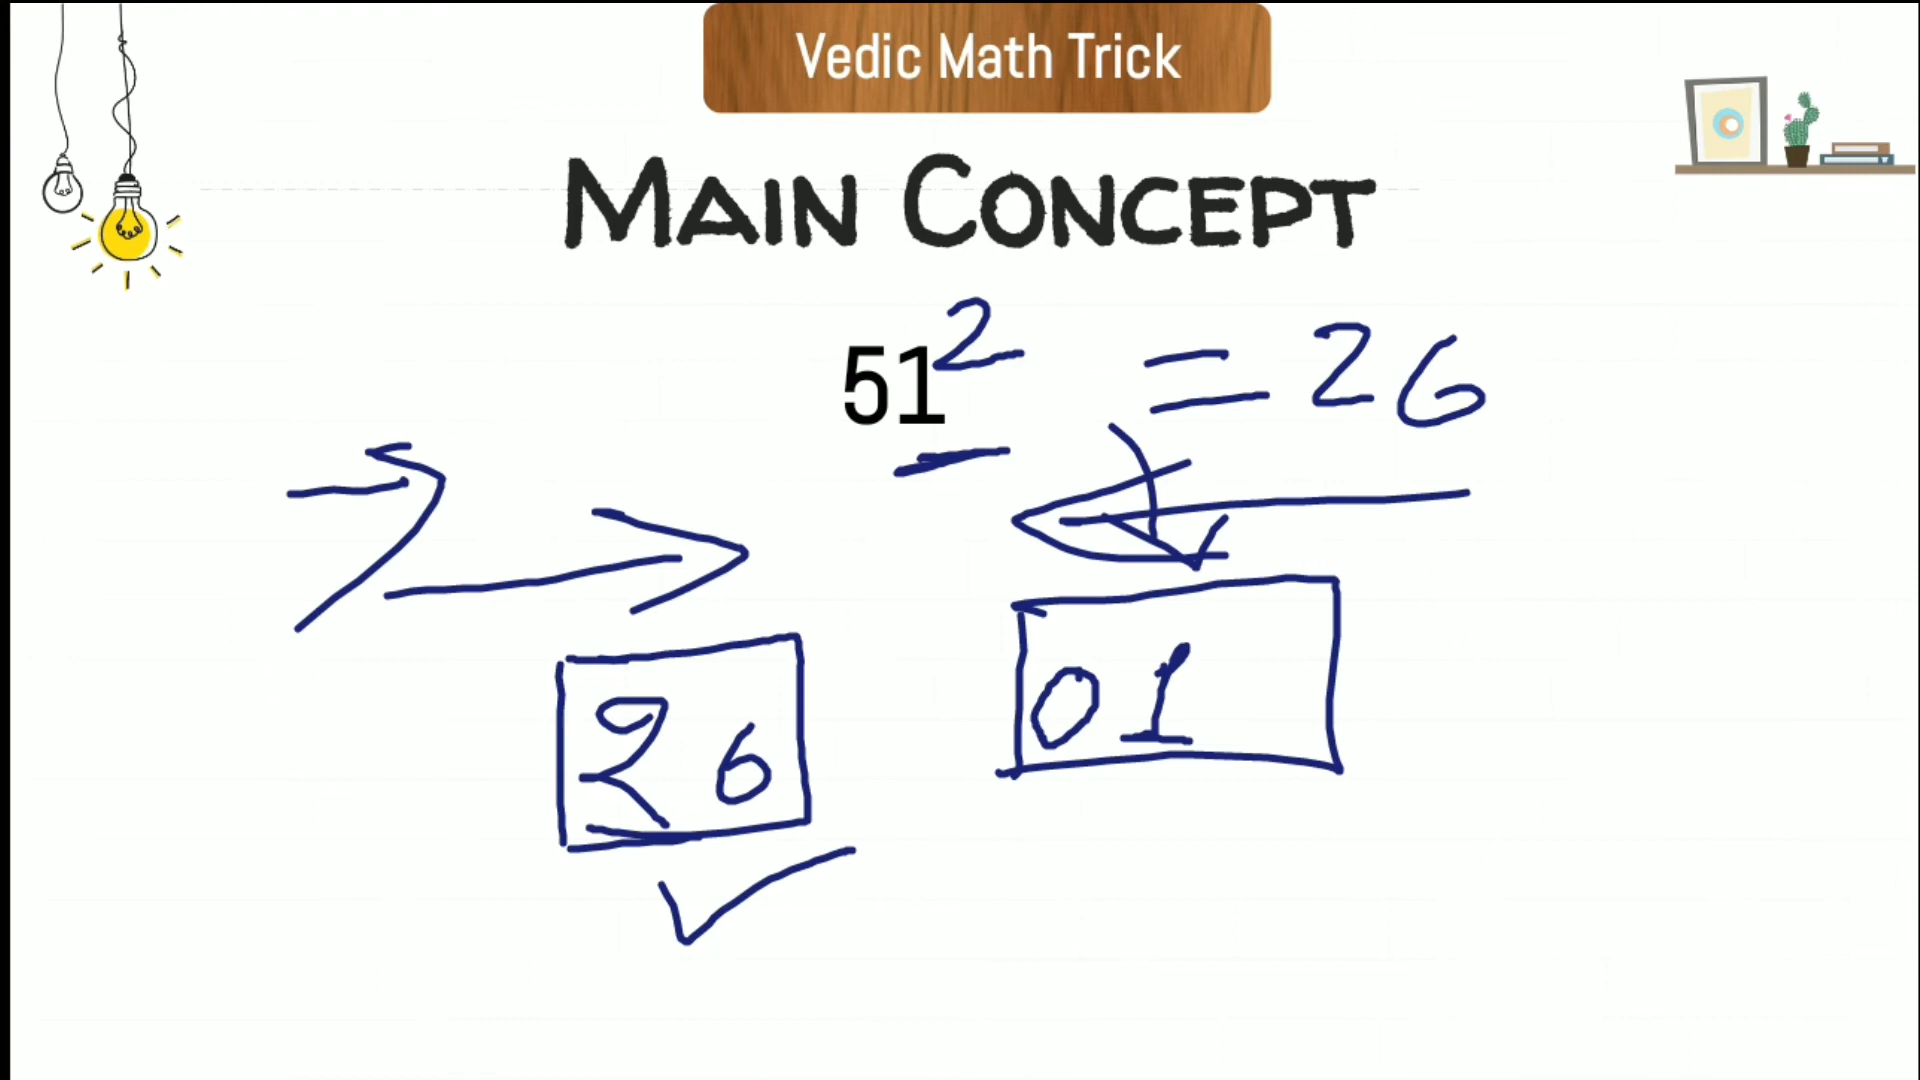 Vedic Math Trick
MAIN CONCEPT
51² = 26
26 01